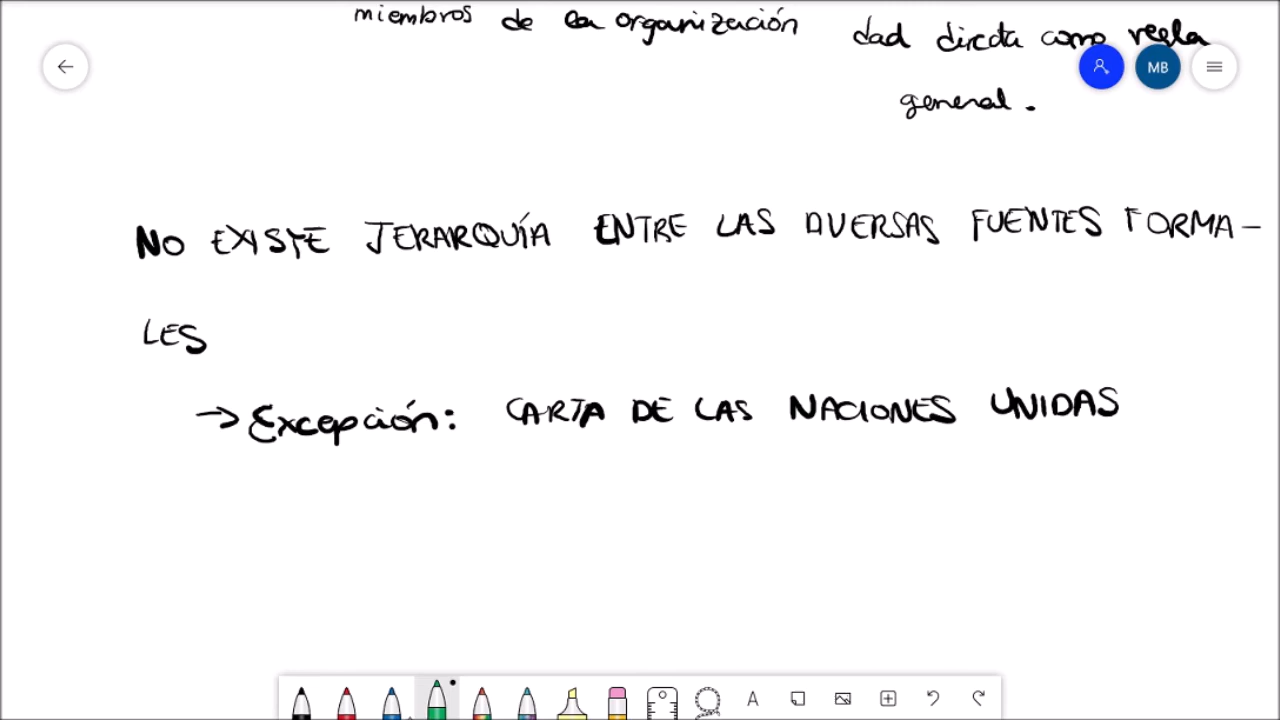 miembros de la organización
dad directa como regla
general.
MB
NO EXISTE JERARQUÍA ENTRE LAS DIVERSAS FUENTES FORMA-
LES
→ Excepción: CARTA DE LAS NACIONES UNIDAS
A